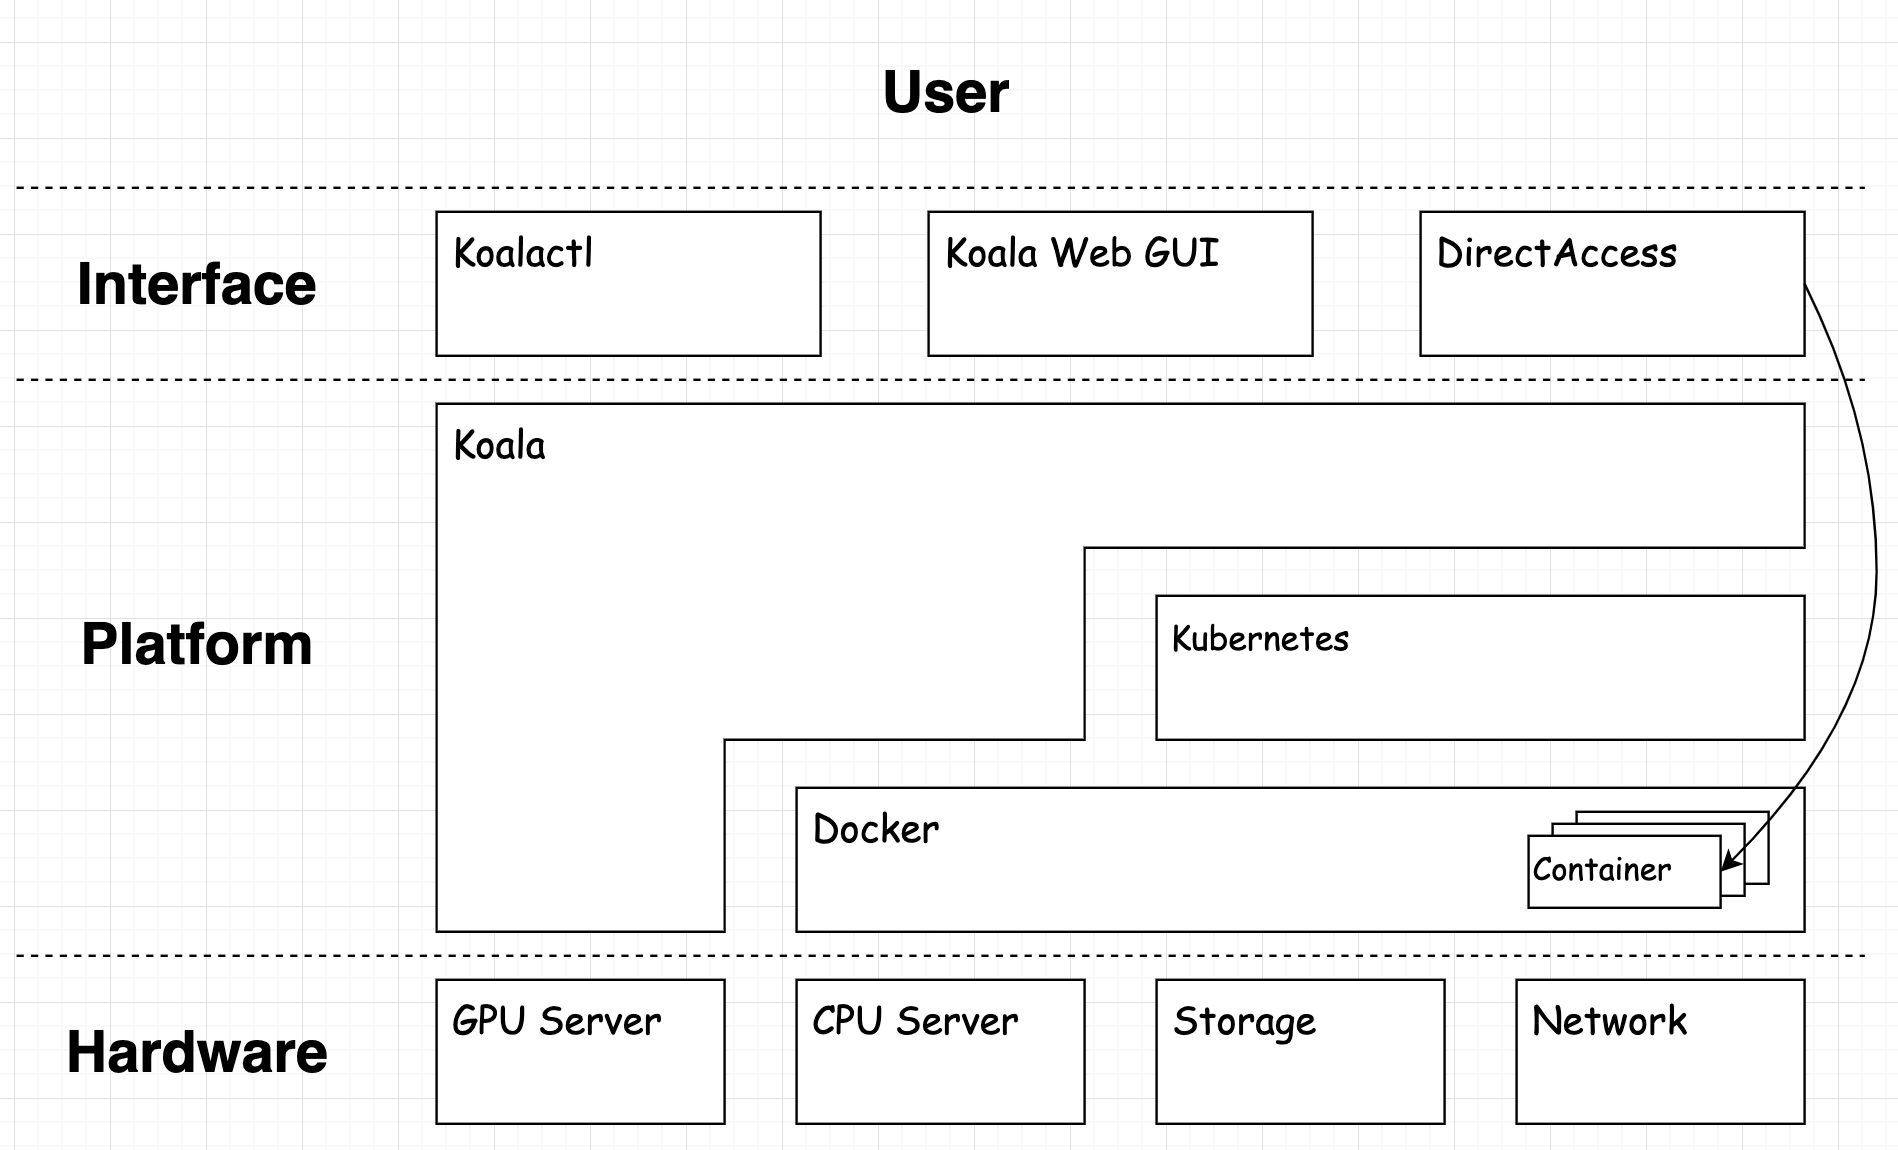 User
Interface
Koalactl
Koala Web GUI
DirectAccess
Platform
Koala
Kubernetes
Docker
Container
Hardware
GPU Server
CPU Server
Storage
Network